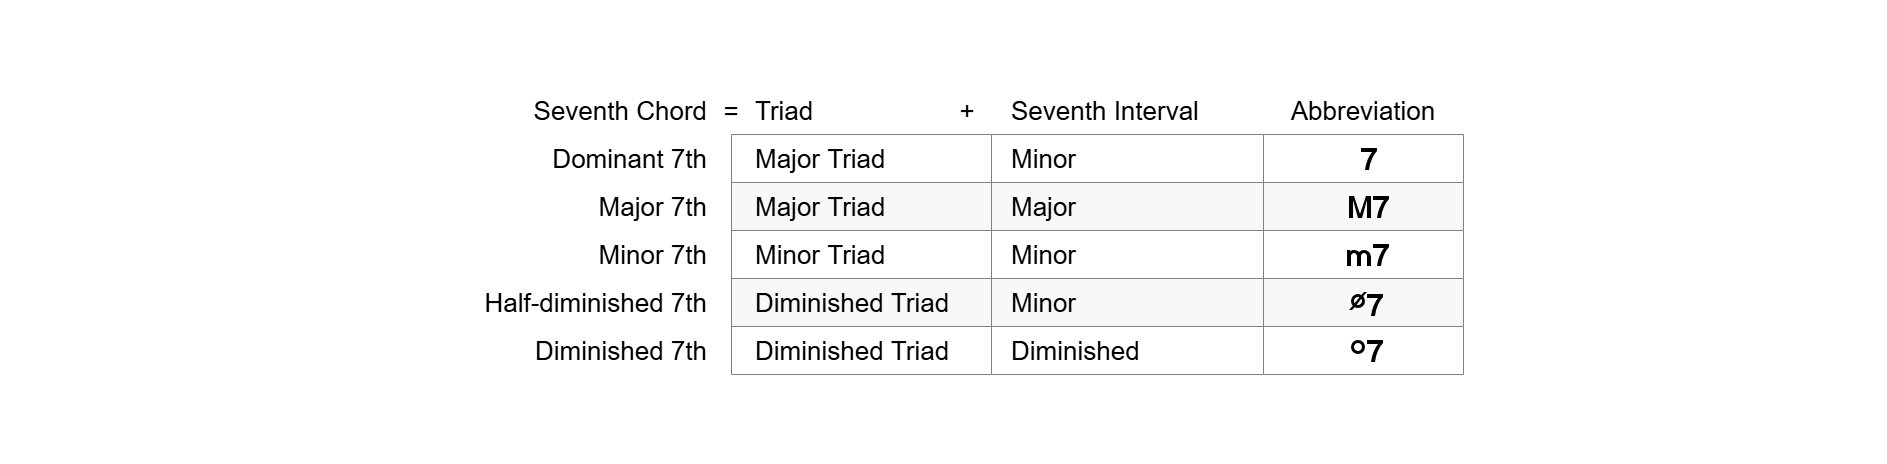 Seventh Chord = Triad + Seventh Interval Abbreviation
Dominant 7th Major Triad Minor 7
Major 7th Major Triad Major M7
Minor 7th Minor Triad Minor m7
Half-diminished 7th Diminished Triad Minor ø7
Diminished 7th Diminished Triad Diminished o7